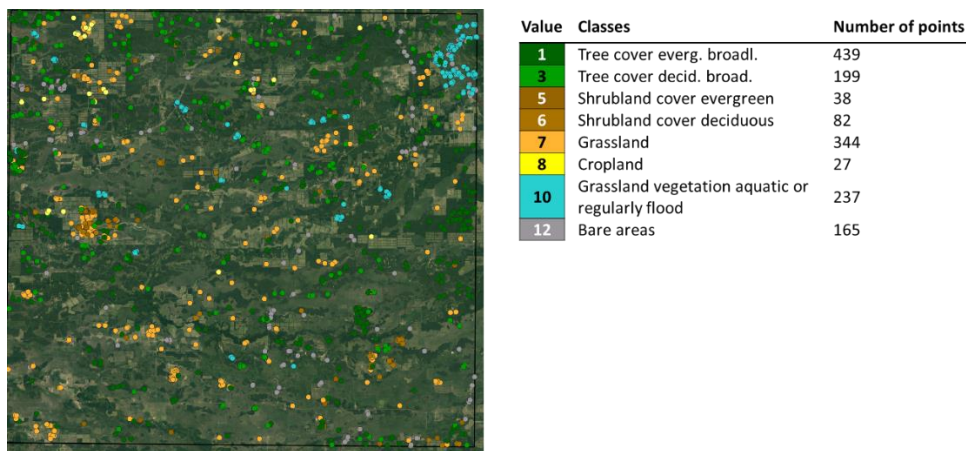 Value Classes Number of points
1 Tree cover everg. broadl. 439
3 Tree cover decid. broad. 199
5 Shrubland cover evergreen 38
6 Shrubland cover deciduous 82
7 Grassland 344
8 Cropland 27
10 Grassland vegetation aquatic or regularly flood 237
12 Bare areas 165